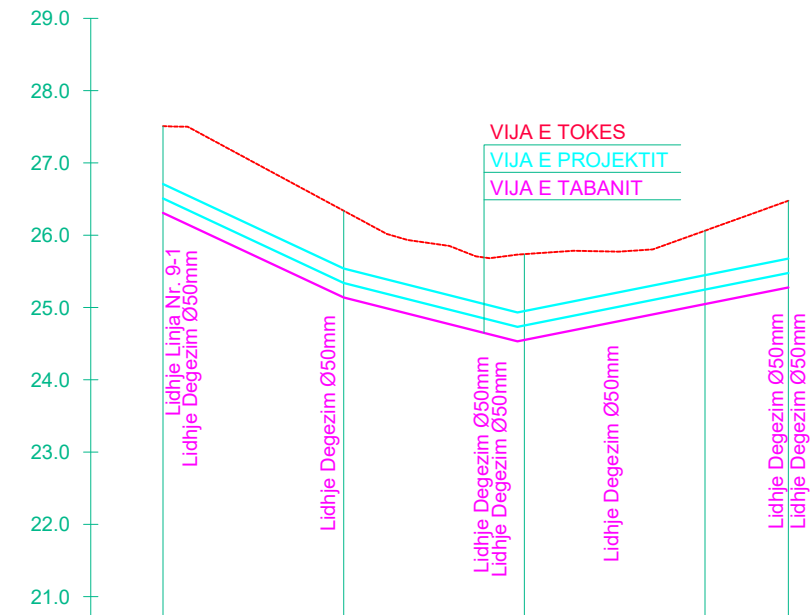 29.0
28.0
27.0
26.0
25.0
24.0
23.0
22.0
21.0
VIJA E TOKES
VIJA E PROJEKTIT
VIJA E TABANIT
Lidhje Linja Nr. 9-1
Lidhje Degezim Ø50mm
Lidhje Degezim Ø50mm
Lidhje Degezim Ø50mm
Lidhje Degezim Ø50mm
Lidhje Degezim Ø50mm
Lidhje Degezim Ø50mm
Lidhje Degezim Ø50mm